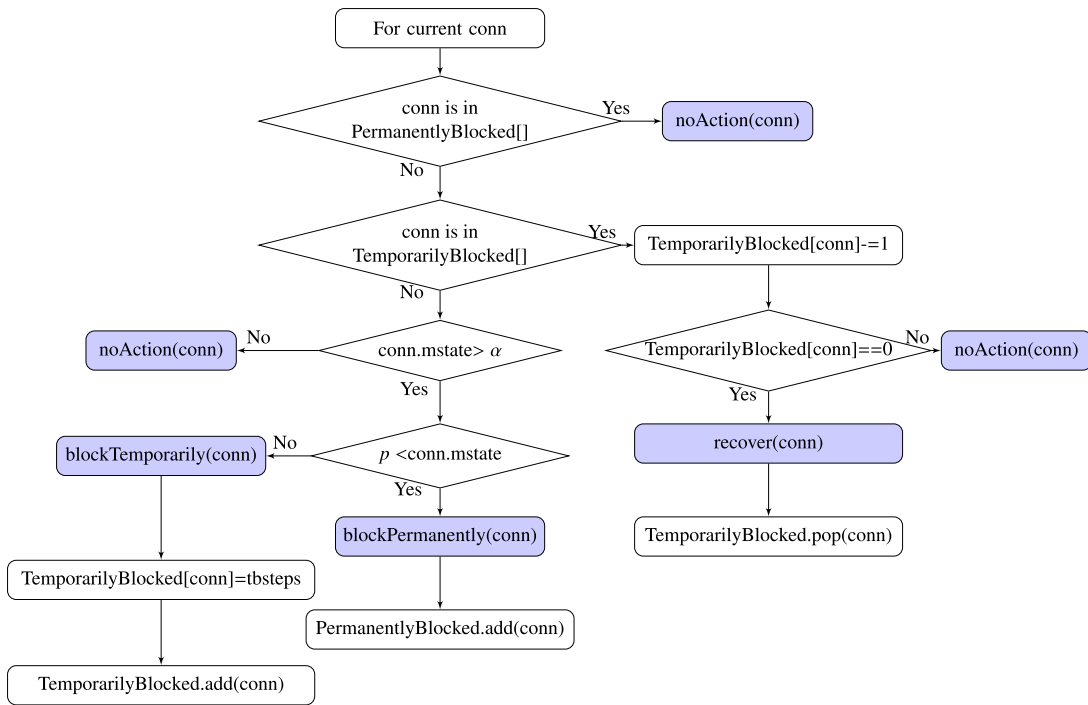 For current conn
conn is in
PermanentlyBlocked[]
Yes
noAction(conn)
No
conn is in
TemporarilyBlocked[]
Yes
TemporarilyBlocked[conn]-=1
No
noAction(conn)
No
conn.mstate> α
TemporarilyBlocked[conn]==0
No
noAction(conn)
Yes
Yes
blockTemporarily(conn)
No
p <conn.mstate
recover(conn)
Yes
blockPermanently(conn)
TemporarilyBlocked.pop(conn)
TemporarilyBlocked[conn]=tbsteps
PermanentlyBlocked.add(conn)
TemporarilyBlocked.add(conn)